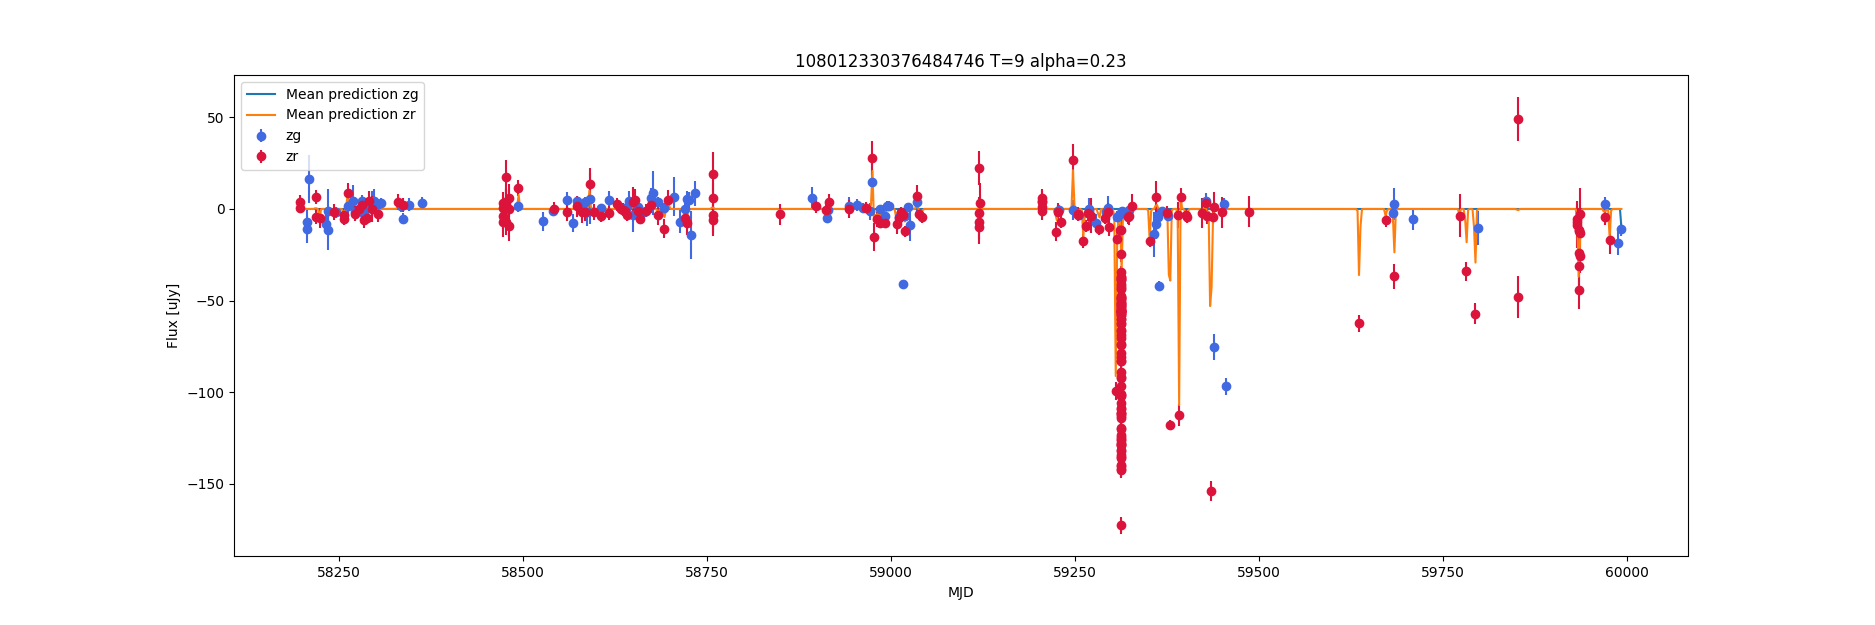 108012330376484746 T=9 alpha=0.23
Mean prediction zg
Mean prediction zr
zg
zr
50
0
−50
−100
−150
Flux [uJy]
58250 58500 58750 59000 59250 59500 59750 60000
MJD